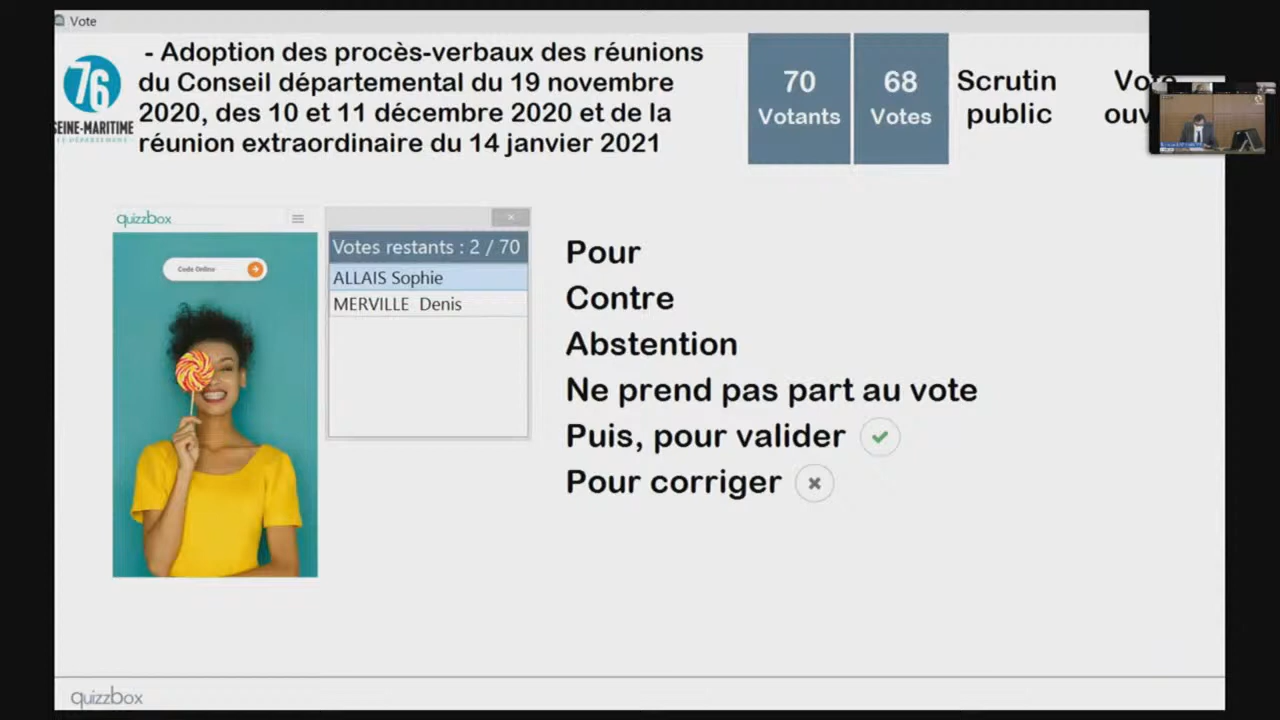 Vote
- Adoption des procès-verbaux des réunions
du Conseil départemental du 19 novembre
2020, des 10 et 11 décembre 2020 et de la
réunion extraordinaire du 14 janvier 2021
76
SEINE-MARITIME
70
Votants
68
Votes
Scrutin
public
Vote
quizzbox
Code Online
Votes restants : 2 / 70
ALLAIS Sophie
MERVILLE Denis
Pour
Contre
Abstention
Ne prend pas part au vote
Puis, pour valider
Pour corriger
quizzbox